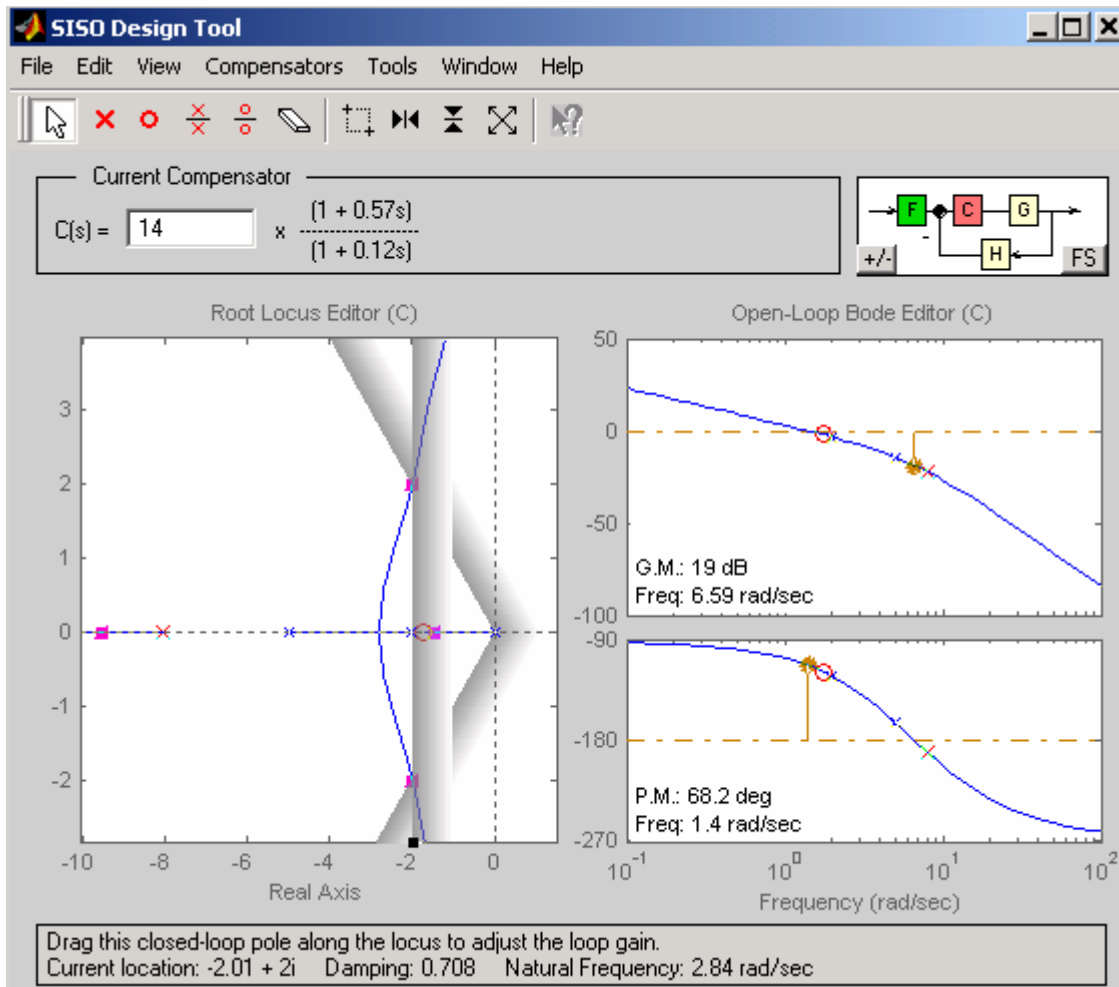 SISO Design Tool
File Edit View Compensators Tools Window Help
Current Compensator
C(s) = 14 x (1 + 0.57s)
(1 + 0.12s)
F C G
-
H
+/- FS
Root Locus Editor (C)
3
2
1
0
-1
-2
-10 -8 -6 -4 -2 0
Real Axis
Open-Loop Bode Editor (C)
50
0
-50
-100
G.M.: 19 dB
Freq: 6.59 rad/sec
-90
-180
-270
P.M.: 68.2 deg
Freq: 1.4 rad/sec
10^-1 10^0 10^1 10^2
Frequency (rad/sec)
Drag this closed-loop pole along the locus to adjust the loop gain.
Current location: -2.01 + 2i Damping: 0.708 Natural Frequency: 2.84 rad/sec